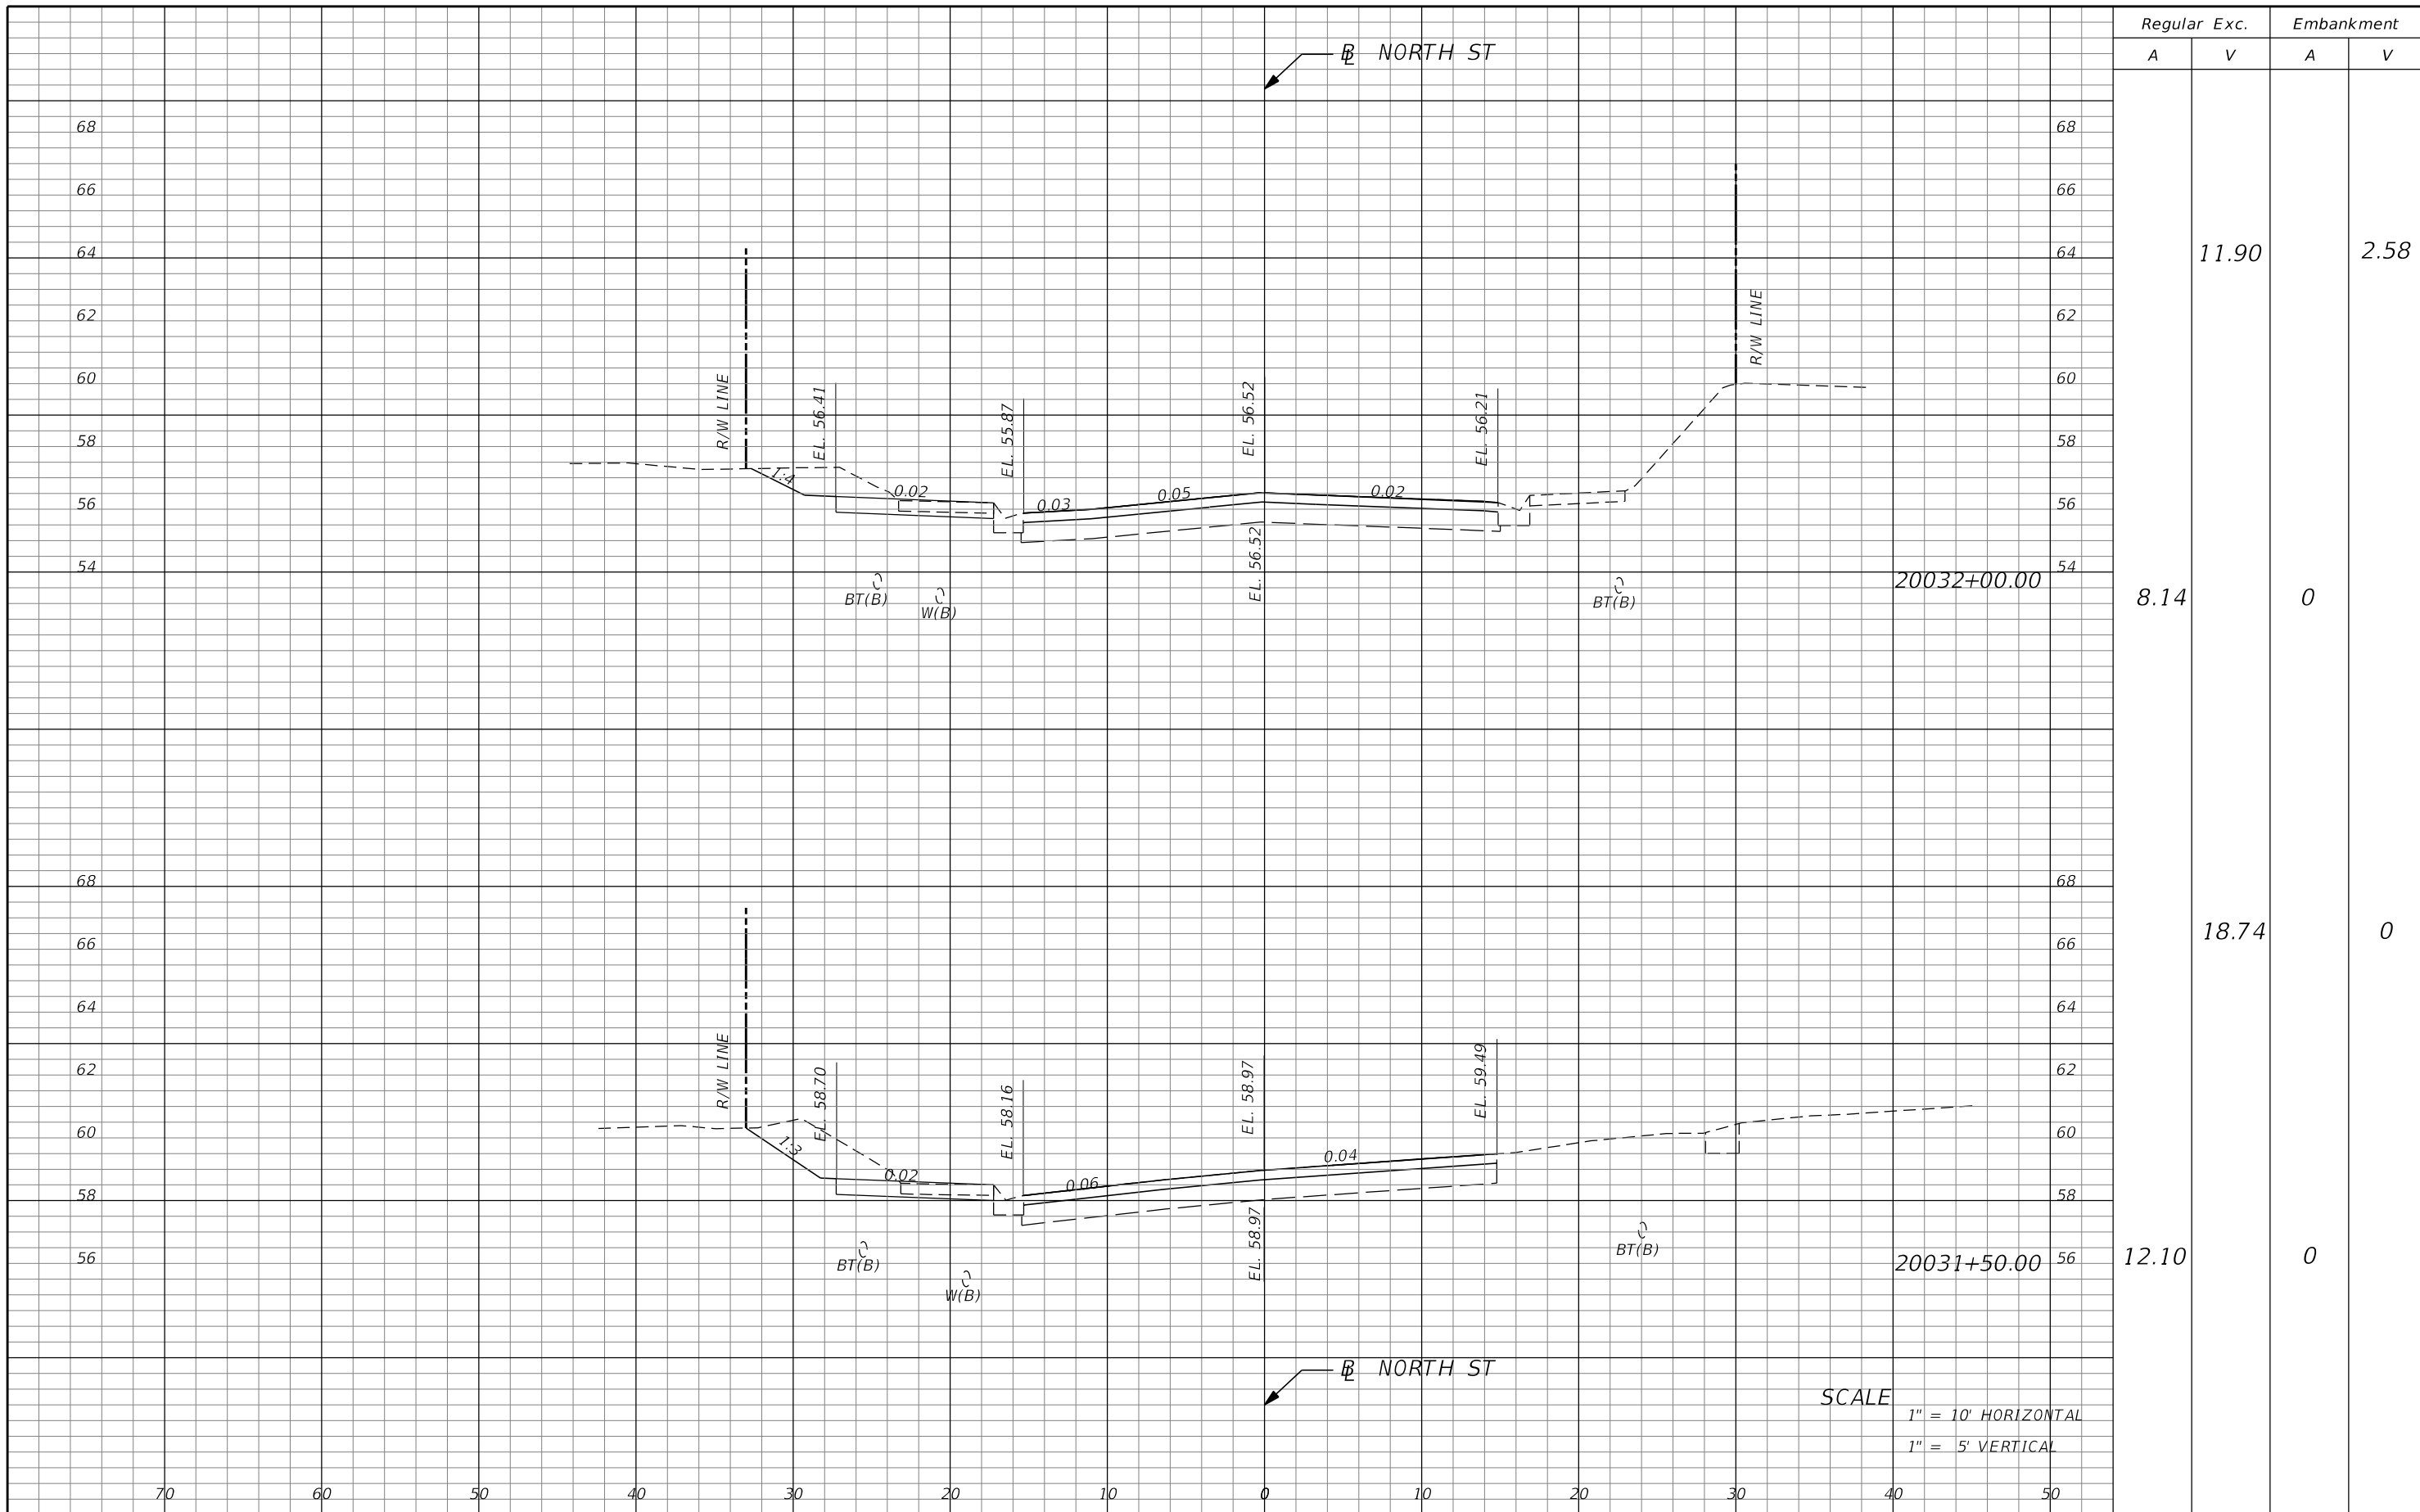 Regular Exc. Embankment
A V A V
BL NORTH ST
68 68
66 66
64 64 11.90 2.58
62 62
R/W LINE
60 60
R/W LINE
EL. 56.41
EL. 55.87
EL. 56.52
EL. 56.21
58 58
1:4
0.02 0.03 0.05 0.02
56 56
EL. 56.52
54 54
20032+00.00
BT(B) W(B) BT(B)
8.14 0
68 68
18.74 0
66 66
64 64
62 62
R/W LINE
EL. 58.70
EL. 58.16
EL. 58.97
EL. 59.49
60 60
1:3
0.02 0.06 0.04
58 58
EL. 58.97
56 56
20031+50.00
12.10 0
BT(B) W(B) BT(B)
BL NORTH ST
SCALE
1" = 10' HORIZONTAL
1" = 5' VERTICAL
70 60 50 40 30 20 10 0 10 20 30 40 50